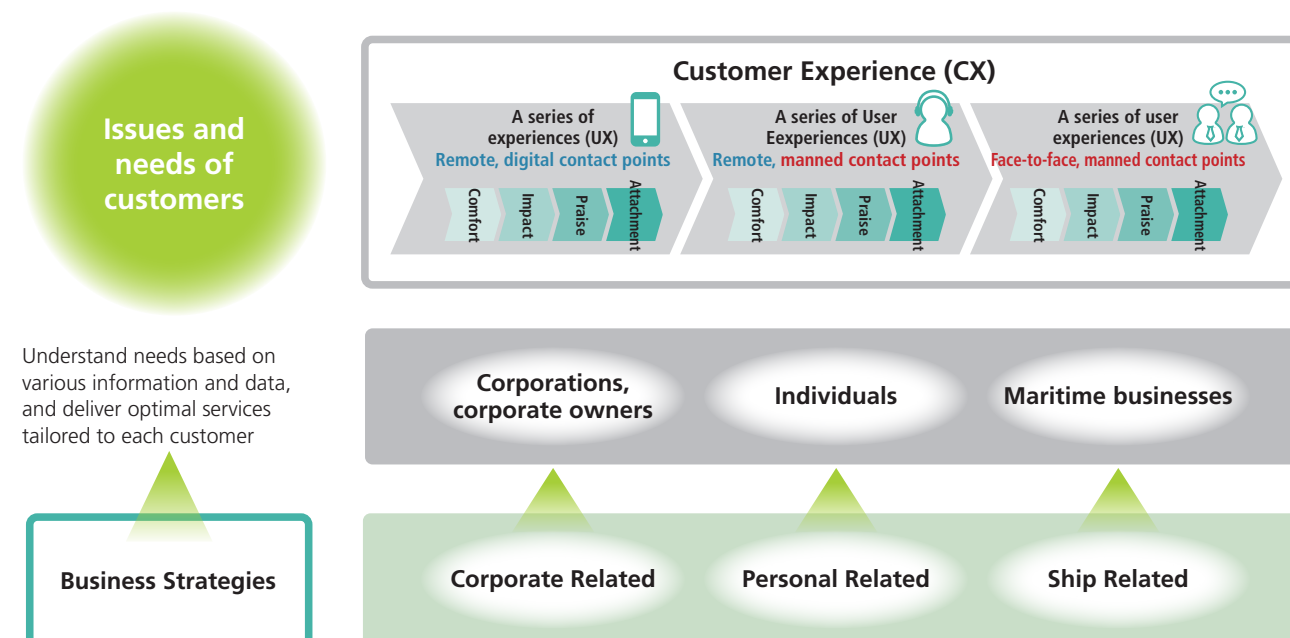 Issues and
needs of
customers
Customer Experience (CX)
A series of
experiences (UX)
Remote, digital contact points
Comfort
Impact
Praise
Attachment
A series of User
Eexperiences (UX)
Remote, manned contact points
Comfort
Impact
Praise
Attachment
A series of user
experiences (UX)
Face-to-face, manned contact points
Comfort
Impact
Praise
Attachment
Understand needs based on
various information and data,
and deliver optimal services
tailored to each customer
Corporations,
corporate owners
Individuals
Maritime businesses
Business Strategies
Corporate Related
Personal Related
Ship Related